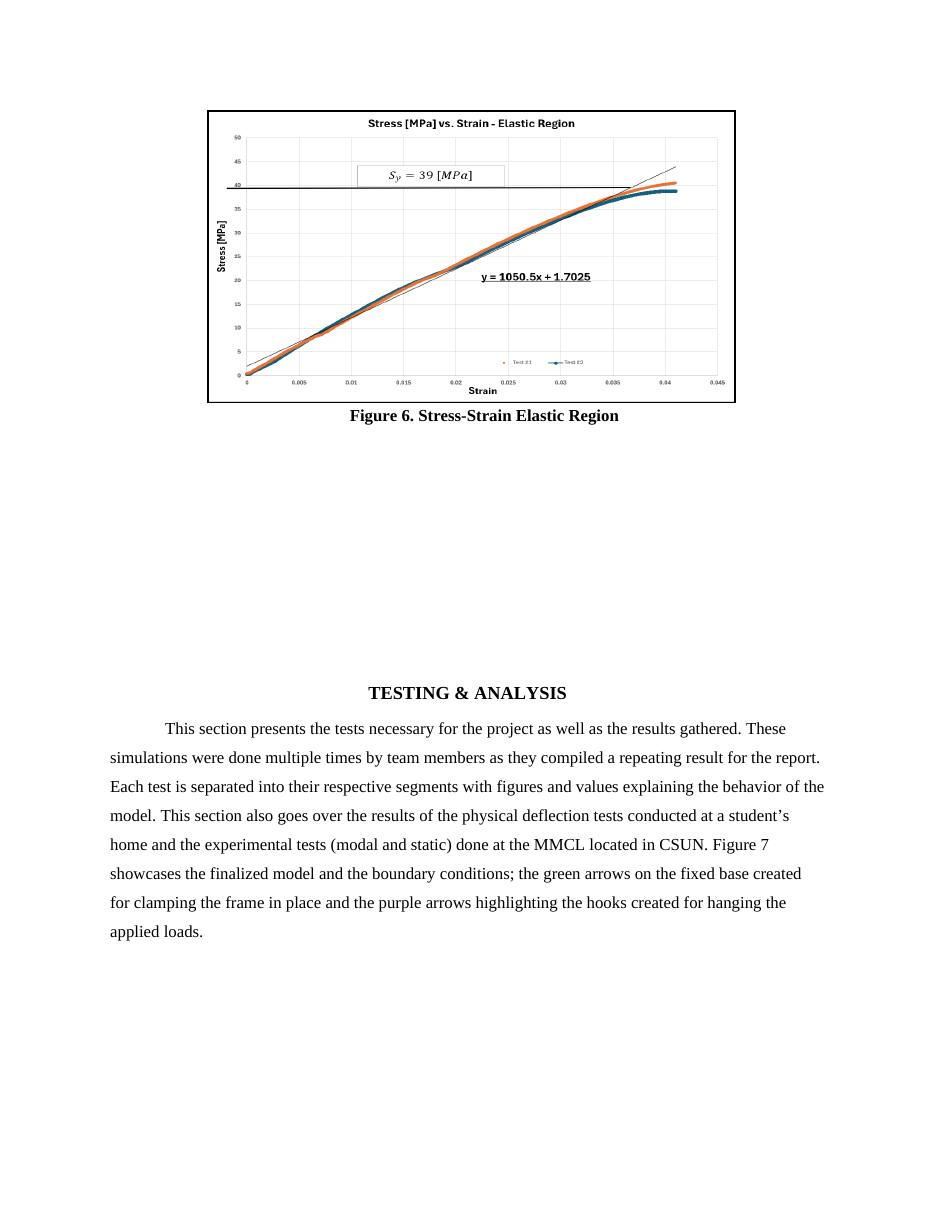 Stress [MPa] vs. Strain - Elastic Region
50
45
S_y = 39 [MPa]
40
35
30
25
20
15
10
5
0
Stress [MPa]
y = 1050.5x + 1.7025
Test #1 Test #2
0 0.005 0.01 0.015 0.02 0.025 0.03 0.035 0.04 0.045
Strain
Figure 6. Stress-Strain Elastic Region
TESTING & ANALYSIS
This section presents the tests necessary for the project as well as the results gathered. These
simulations were done multiple times by team members as they compiled a repeating result for the report.
Each test is separated into their respective segments with figures and values explaining the behavior of the
model. This section also goes over the results of the physical deflection tests conducted at a student’s
home and the experimental tests (modal and static) done at the MMCL located in CSUN. Figure 7
showcases the finalized model and the boundary conditions; the green arrows on the fixed base created
for clamping the frame in place and the purple arrows highlighting the hooks created for hanging the
applied loads.